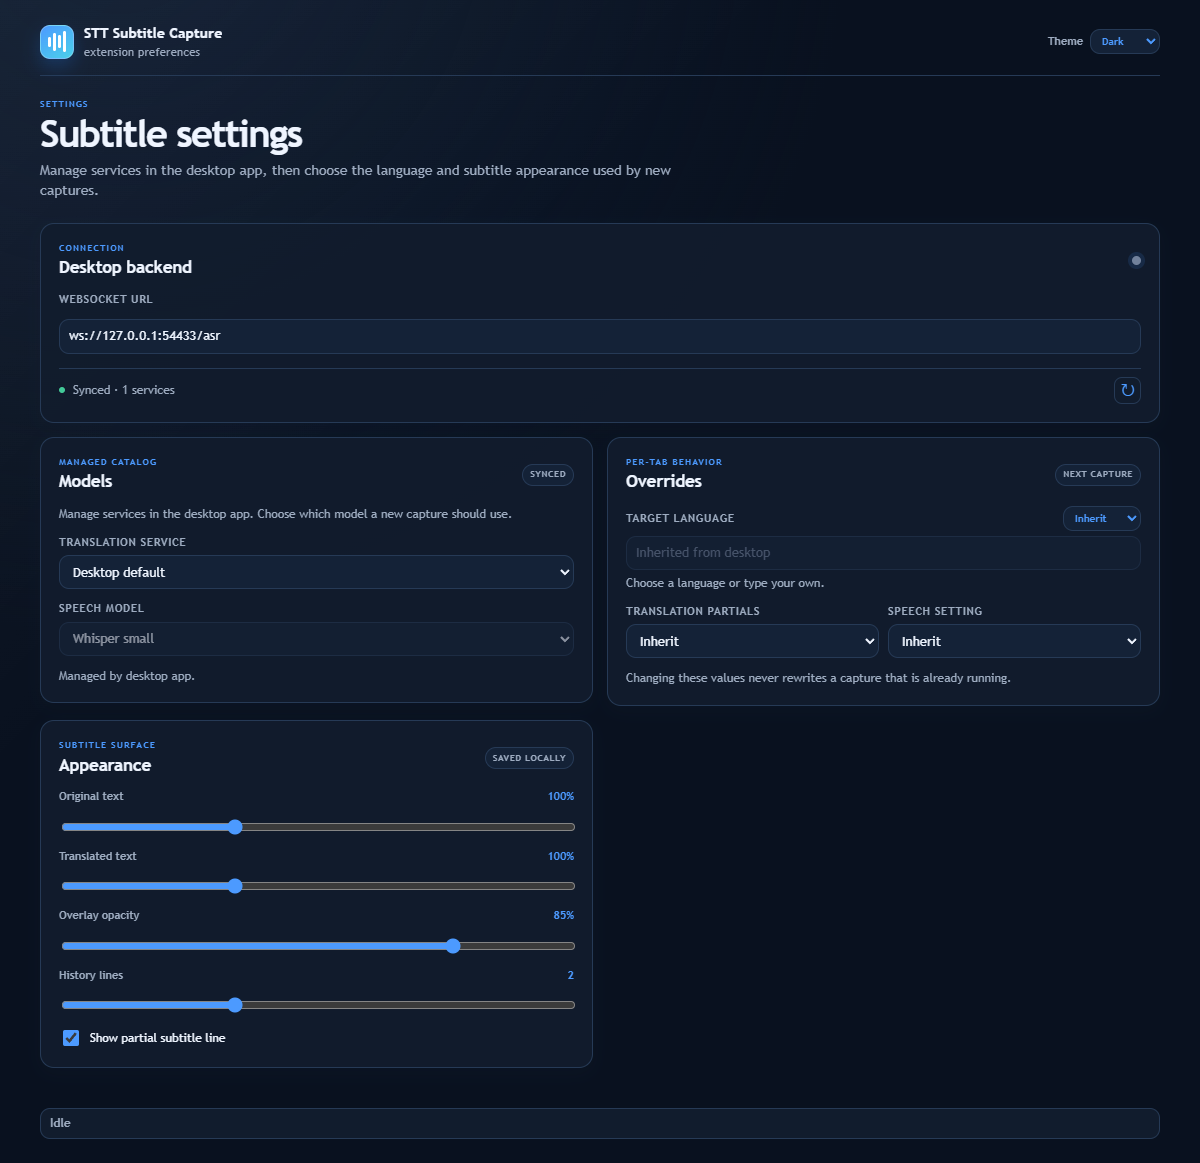 STT Subtitle Capture
extension preferences
Theme
Dark
SETTINGS
Subtitle settings
Manage services in the desktop app, then choose the language and subtitle appearance used by new
captures.
CONNECTION
Desktop backend
WEBSOCKET URL
ws://127.0.0.1:54433/asr
Synced · 1 services
MANAGED CATALOG
Models
SYNCED
Manage services in the desktop app. Choose which model a new capture should use.
TRANSLATION SERVICE
Desktop default
SPEECH MODEL
Whisper small
Managed by desktop app.
PER-TAB BEHAVIOR
Overrides
NEXT CAPTURE
TARGET LANGUAGE
Inherit
Inherited from desktop
Choose a language or type your own.
TRANSLATION PARTIALS
SPEECH SETTING
Inherit
Inherit
Changing these values never rewrites a capture that is already running.
SUBTITLE SURFACE
Appearance
SAVED LOCALLY
Original text
100%
Translated text
100%
Overlay opacity
85%
History lines
2
Show partial subtitle line
Idle